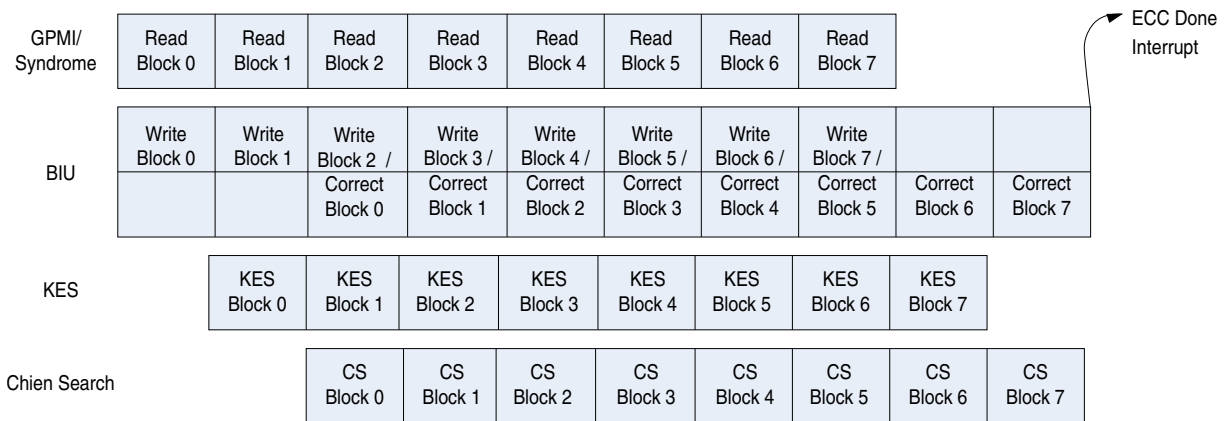 GPMI/
Syndrome
Read
Block 0
Read
Block 1
Read
Block 2
Read
Block 3
Read
Block 4
Read
Block 5
Read
Block 6
Read
Block 7
ECC Done
Interrupt
BIU
Write
Block 0
Write
Block 1
Write
Block 2 /
Write
Block 3 /
Write
Block 4 /
Write
Block 5 /
Write
Block 6 /
Write
Block 7 /
Correct
Block 0
Correct
Block 1
Correct
Block 2
Correct
Block 3
Correct
Block 4
Correct
Block 5
Correct
Block 6
Correct
Block 7
KES
KES
Block 0
KES
Block 1
KES
Block 2
KES
Block 3
KES
Block 4
KES
Block 5
KES
Block 6
KES
Block 7
Chien Search
CS
Block 0
CS
Block 1
CS
Block 2
CS
Block 3
CS
Block 4
CS
Block 5
CS
Block 6
CS
Block 7